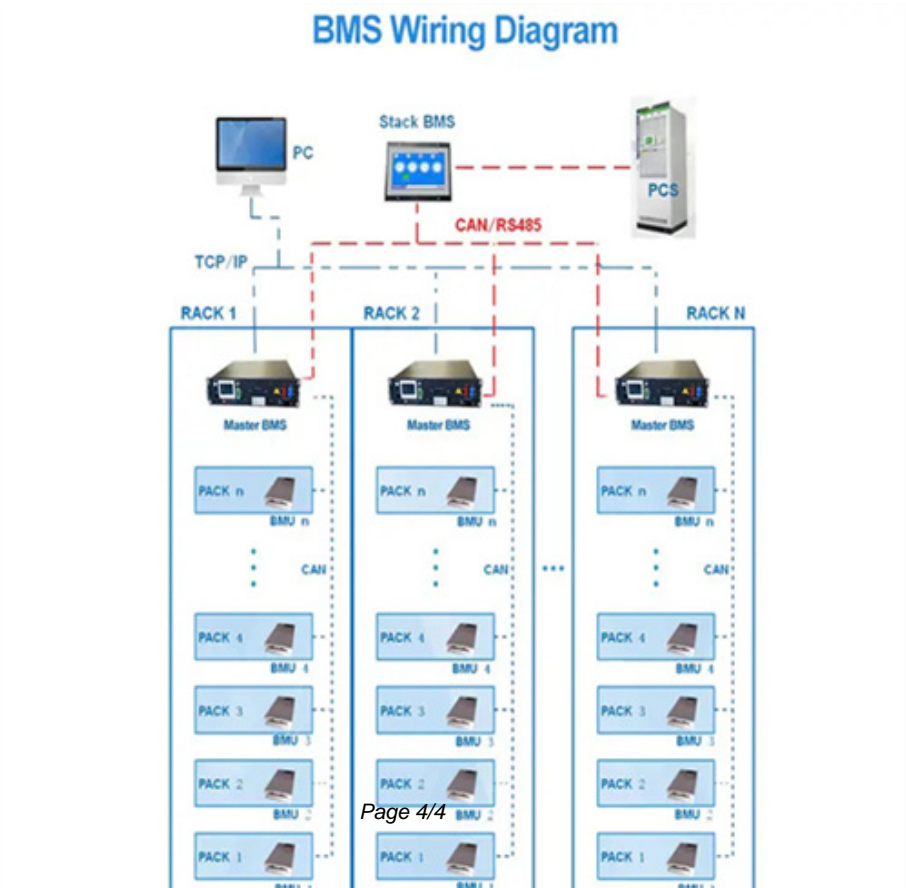 BMS Wiring Diagram
Stack BMS
PC
PCS
CAN/RS485
TCP/IP
RACK 1
RACK 2
RACK N
Master BMS
Master BMS
Master BMS
PACK n
BMU n
PACK n
BMU n
PACK n
BMU n
CAN
CAN
CAN
PACK 4
BMU 4
PACK 4
BMU 4
PACK 4
BMU 4
PACK 3
BMU 3
PACK 3
BMU 3
PACK 3
BMU 3
PACK 2
BMU 2
PACK 2
BMU 2
PACK 2
BMU 2
Page 4/4
PACK 1
PACK 1
PACK 1